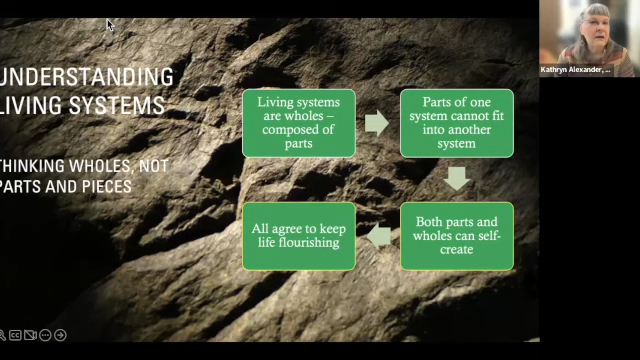 UNDERSTANDING
LIVING SYSTEMS
THINKING WHOLES, NOT
PARTS AND PIECES
Living systems
are wholes –
composed of
parts
Parts of one
system cannot fit
into another
system
Both parts and
wholes can self-
create
All agree to keep
life flourishing
Kathryn Alexander, ...
CC